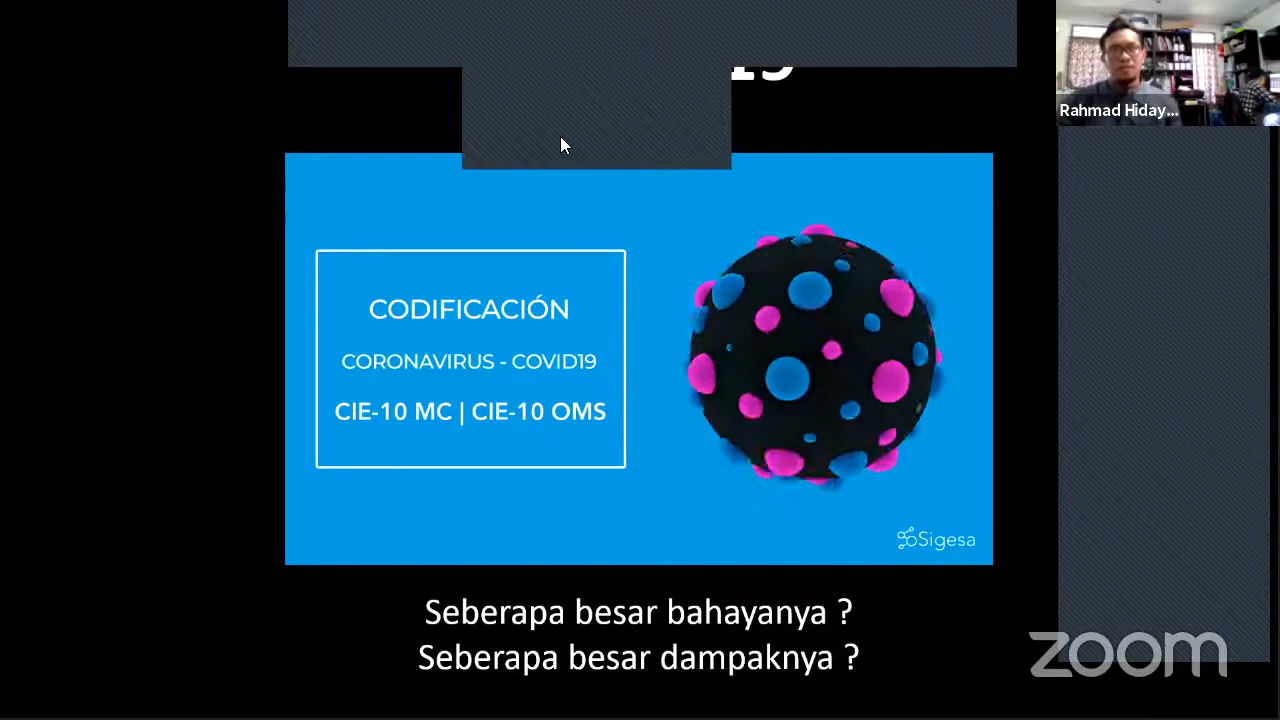 19
Rahmad Hiday...
CODIFICACIÓN
CORONAVIRUS - COVID19
CIE-10 MC | CIE-10 OMS
Sigesa
Seberapa besar bahayanya ?
Seberapa besar dampaknya ?
zoom